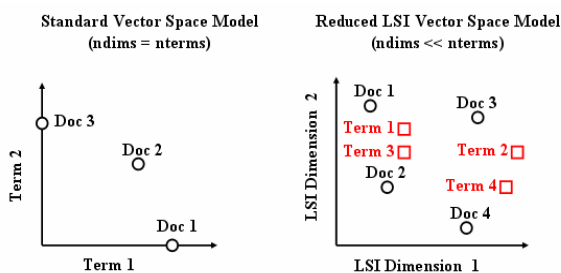 Standard Vector Space Model
(ndims = nterms)
Term 2
Doc 3
Doc 2
Doc 1
Term 1
Reduced LSI Vector Space Model
(ndims << nterms)
LSI Dimension 2
Doc 1
Doc 3
Term 1
Term 3
Term 2
Doc 2
Term 4
Doc 4
LSI Dimension 1